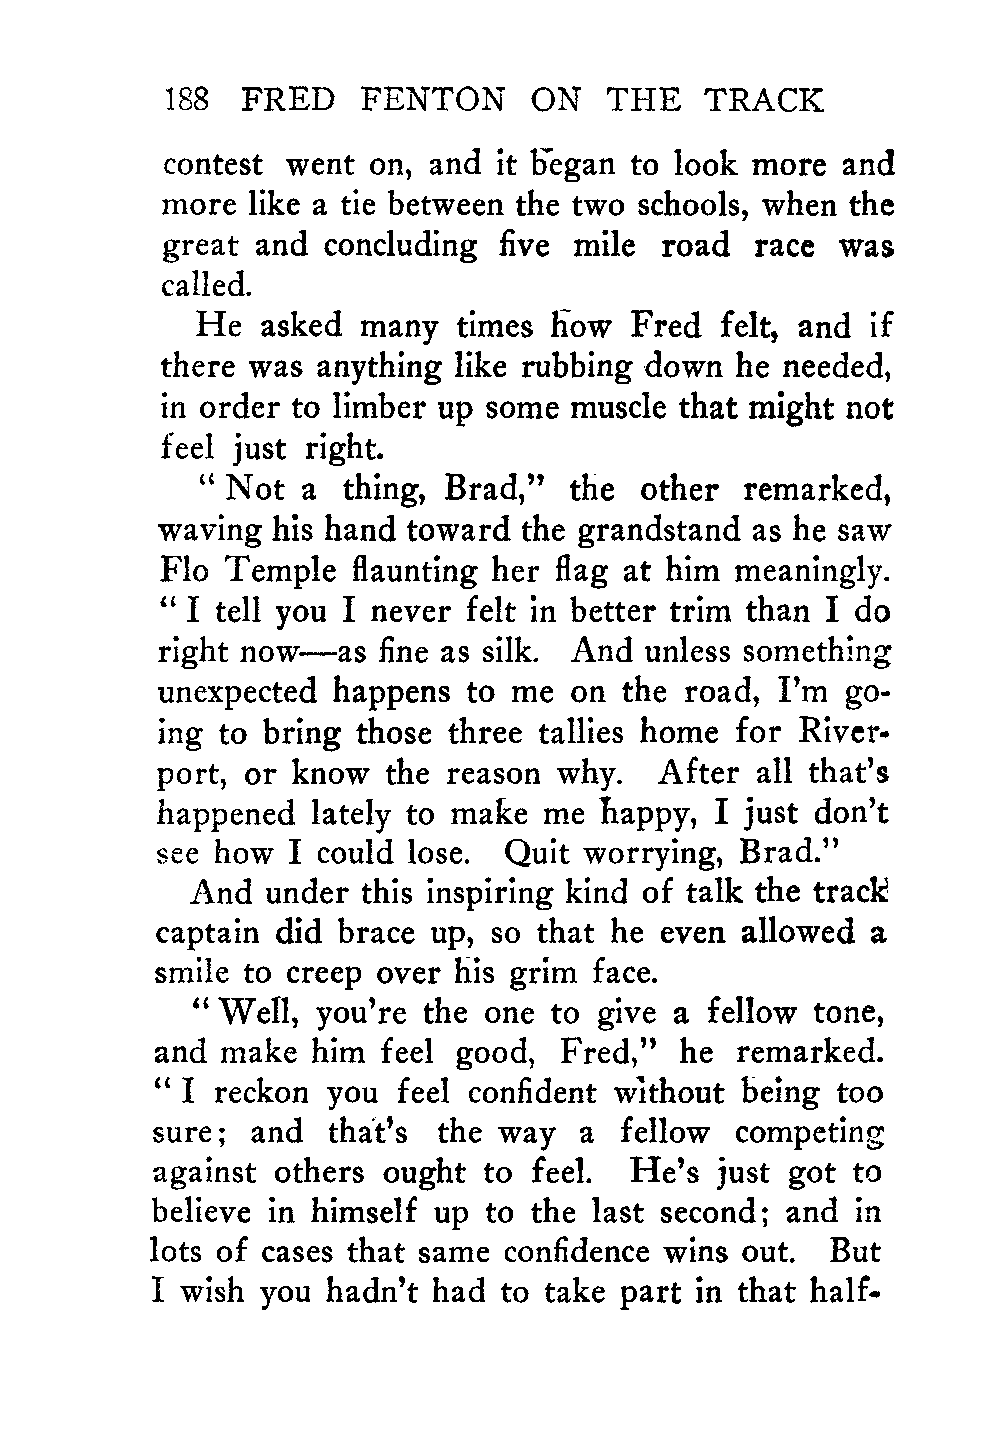 188 FRED FENTON ON THE TRACK
contest went on, and it began to look more and
more like a tie between the two schools, when the
great and concluding five mile road race was
called.
He asked many times how Fred felt, and if
there was anything like rubbing down he needed,
in order to limber up some muscle that might not
feel just right.
" Not a thing, Brad," the other remarked,
waving his hand toward the grandstand as he saw
Flo Temple flaunting her flag at him meaningly.
" I tell you I never felt in better trim than I do
right now—as fine as silk. And unless something
unexpected happens to me on the road, I'm go-
ing to bring those three tallies home for River-
port, or know the reason why. After all that's
happened lately to make me happy, I just don't
see how I could lose. Quit worrying, Brad."
And under this inspiring kind of talk the track
captain did brace up, so that he even allowed a
smile to creep over his grim face.
" Well, you're the one to give a fellow tone,
and make him feel good, Fred," he remarked.
" I reckon you feel confident without being too
sure; and that's the way a fellow competing
against others ought to feel. He's just got to
believe in himself up to the last second; and in
lots of cases that same confidence wins out. But
I wish you hadn't had to take part in that half-